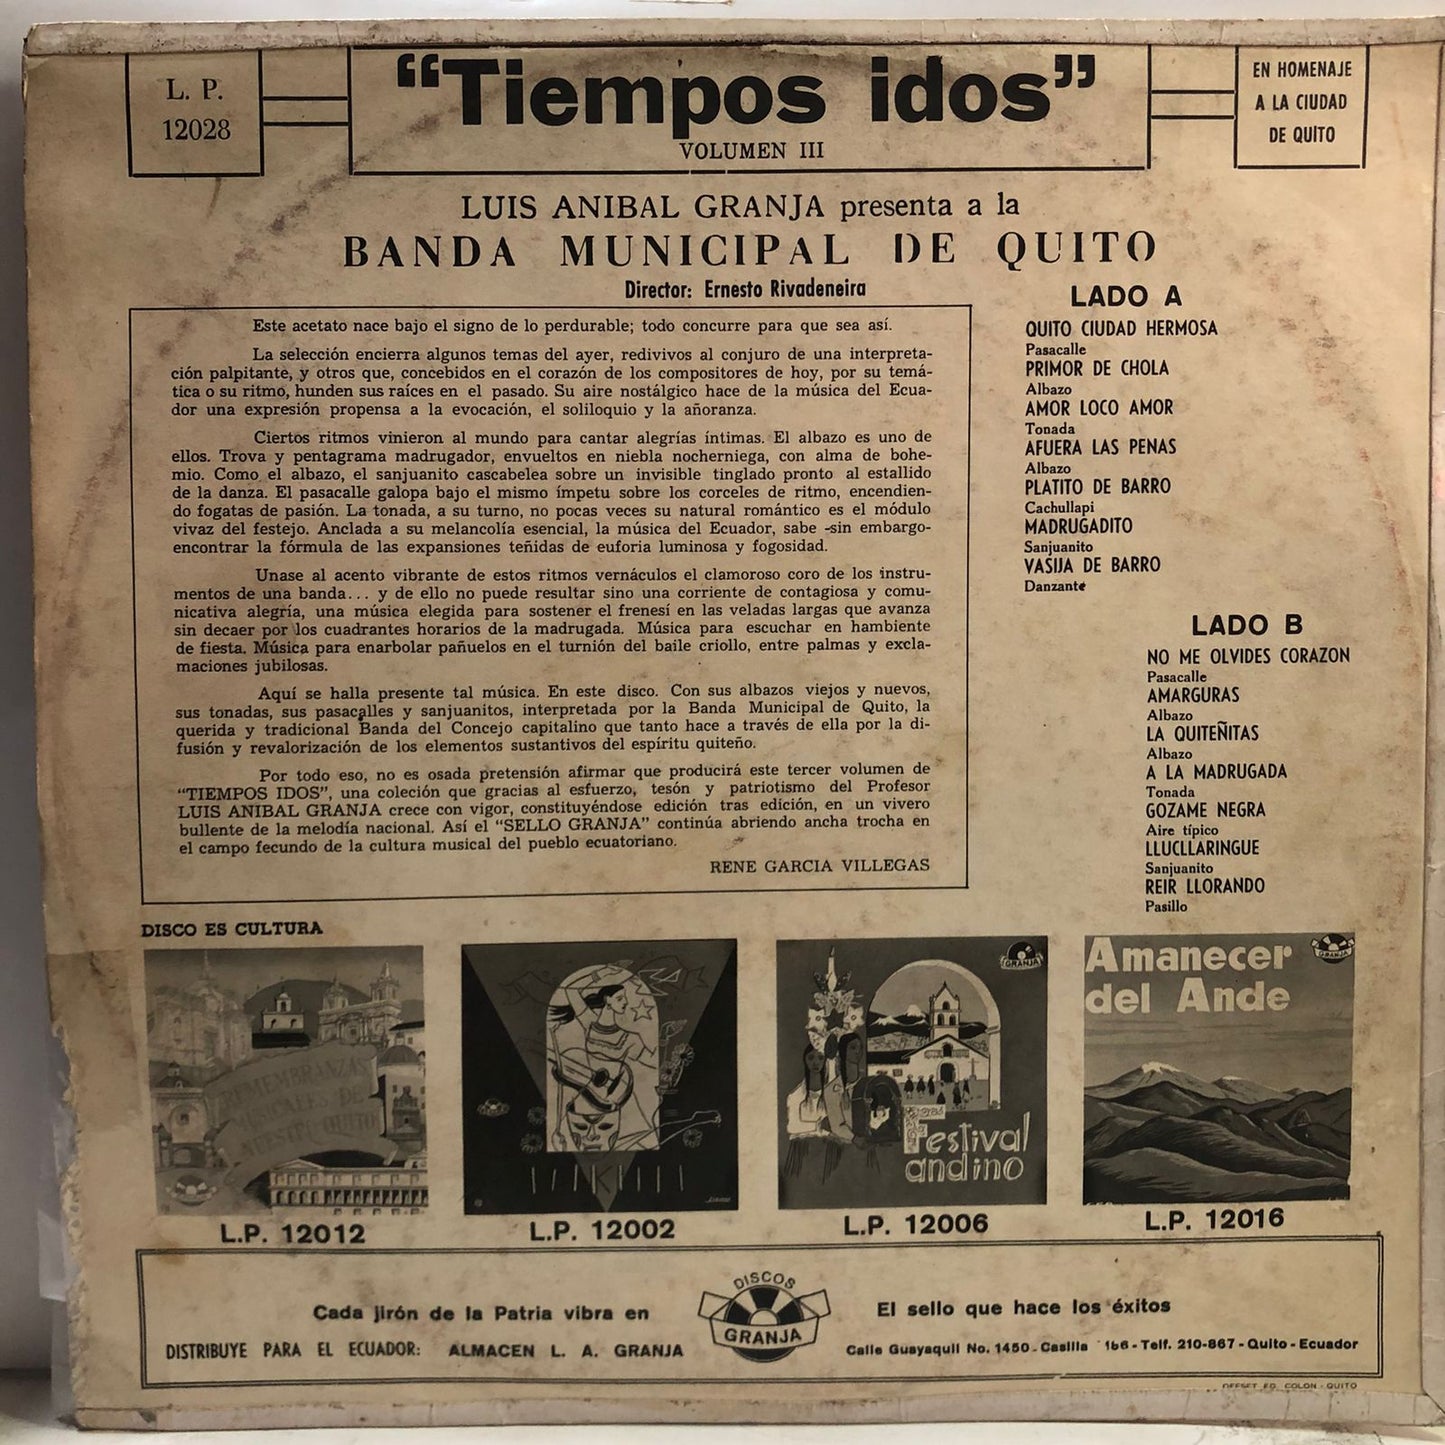 L. P.
12028
“Tiempos idos”
VOLUMEN III
EN HOMENAJE
A LA CIUDAD
DE QUITO
LUIS ANIBAL GRANJA presenta a la
BANDA MUNICIPAL DE QUITO
Director: Ernesto Rivadeneira
Este acetato nace bajo el signo de lo perdurable; todo concurre para que sea así.
La selección encierra algunos temas del ayer, redivivos al conjuro de una interpreta-
ción palpitante, y otros que, concebidos en el corazón de los compositores de hoy, por su temá-
tica o su ritmo, hunden sus raíces en el pasado. Su aire nostálgico hace de la música del Ecua-
dor una expresión propensa a la evocación, el soliloquio y la añoranza.
Ciertos ritmos vinieron al mundo para cantar alegrías íntimas. El albazo es uno de
ellos. Trova y pentagrama madrugador, envueltos en niebla nocherniega, con alma de bohe-
mio. Como el albazo, el sanjuanito cascabelea sobre un invisible tinglado pronto al estallido
de la danza. El pasacalle galopa bajo el mismo ímpetu sobre los corceles de ritmo, encendien-
do fogatas de pasión. La tonada, a su turno, no pocas veces su natural romántico es el módulo
vivaz del festejo. Anclada a su melancolía esencial, la música del Ecuador, sabe -sin embargo-
encontrar la fórmula de las expansiones teñidas de euforia luminosa y fogosidad.
Unase al acento vibrante de estos ritmos vernáculos el clamoroso coro de los instru-
mentos de una banda... y de ello no puede resultar sino una corriente de contagiosa y comu-
nicativa alegría, una música elegida para sostener el frenesí en las veladas largas que avanza
sin decaer por los cuadrantes horarios de la madrugada. Música para escuchar en hambiente
de fiesta. Música para enarbolar pañuelos en el turnión del baile criollo, entre palmas y excla-
maciones jubilosas.
Aquí se halla presente tal música. En este disco. Con sus albazos viejos y nuevos,
sus tonadas, sus pasacalles y sanjuanitos, interpretada por la Banda Municipal de Quito, la
querida y tradicional Banda del Concejo capitalino que tanto hace a través de ella por la di-
fusión y revalorización de los elementos sustantivos del espíritu quiteño.
Por todo eso, no es osada pretensión afirmar que producirá este tercer volumen de
“TIEMPOS IDOS”, una coleción que gracias al esfuerzo, tesón y patriotismo del Profesor
LUIS ANIBAL GRANJA crece con vigor, constituyéndose edición tras edición, en un vivero
bullente de la melodía nacional. Así el “SELLO GRANJA” continúa abriendo ancha trocha en
el campo fecundo de la cultura musical del pueblo ecuatoriano.
RENE GARCIA VILLEGAS
LADO A
QUITO CIUDAD HERMOSA
Pasacalle
PRIMOR DE CHOLA
Albazo
AMOR LOCO AMOR
Tonada
AFUERA LAS PENAS
Albazo
PLATITO DE BARRO
Cachullapi
MADRUGADITO
Sanjuanito
VASIJA DE BARRO
Danzante
LADO B
NO ME OLVIDES CORAZON
Pasacalle
AMARGURAS
Albazo
LA QUITEÑITAS
Albazo
A LA MADRUGADA
Tonada
GOZAME NEGRA
Aire típico
LLUCLLARINGUE
Sanjuanito
REIR LLORANDO
Pasillo
DISCO ES CULTURA
QUITO
L.P. 12012
L.P. 12002
GRANJA
Festival
andino
L.P. 12006
Amanecer
del Ande
GRANJA
L.P. 12016
Cada jirón de la Patria vibra en
DISTRIBUYE PARA EL ECUADOR: ALMACEN L. A. GRANJA
DISCOS
GRANJA
El sello que hace los éxitos
Calle Guayaquil No. 1450 - Casilla 166 - Telf. 210-867 - Quito - Ecuador
OFFSET ED. COLON - QUITO